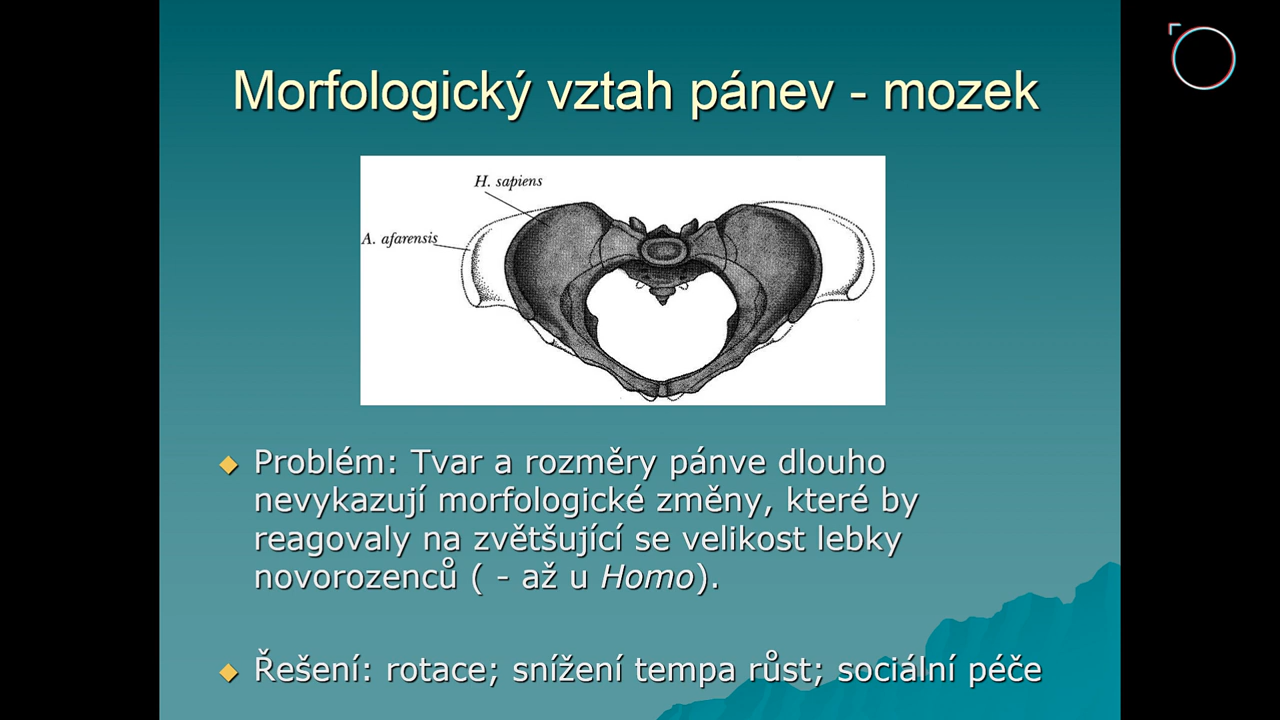 Morfologický vztah pánev - mozek
H. sapiens
A. afarensis
Problém: Tvar a rozměry pánve dlouho
nevykazují morfologické změny, které by
reagovaly na zvětšující se velikost lebky
novorozenců ( - až u Homo).
Řešení: rotace; snížení tempa růst; sociální péče